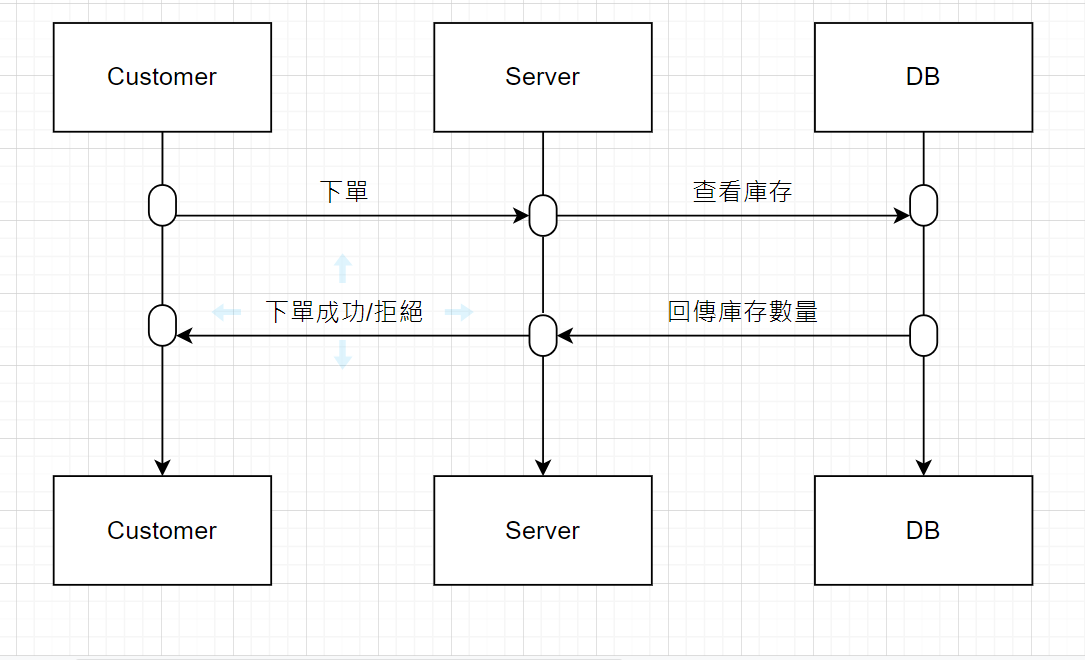 Customer
Server
DB
下單
查看庫存
下單成功/拒絕
回傳庫存數量
Customer
Server
DB